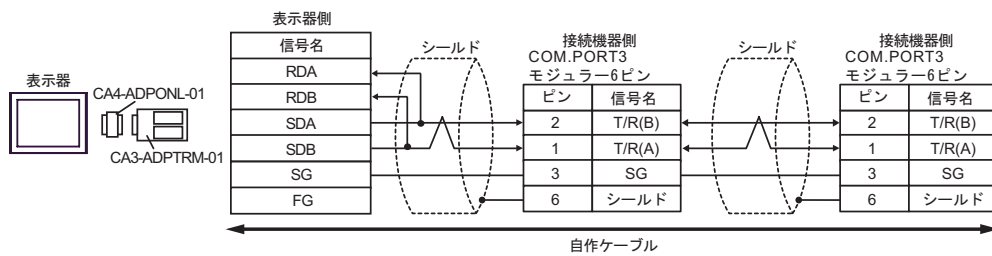 表示器
CA4-ADPONL-01
CA3-ADPTRM-01
表示器側
信号名
RDA
RDB
SDA
SDB
SG
FG
シールド
接続機器側
COM.PORT3
モジュラー6ピン
ピン 信号名
2 T/R(B)
1 T/R(A)
3 SG
6 シールド
シールド
接続機器側
COM.PORT3
モジュラー6ピン
ピン 信号名
2 T/R(B)
1 T/R(A)
3 SG
6 シールド
自作ケーブル